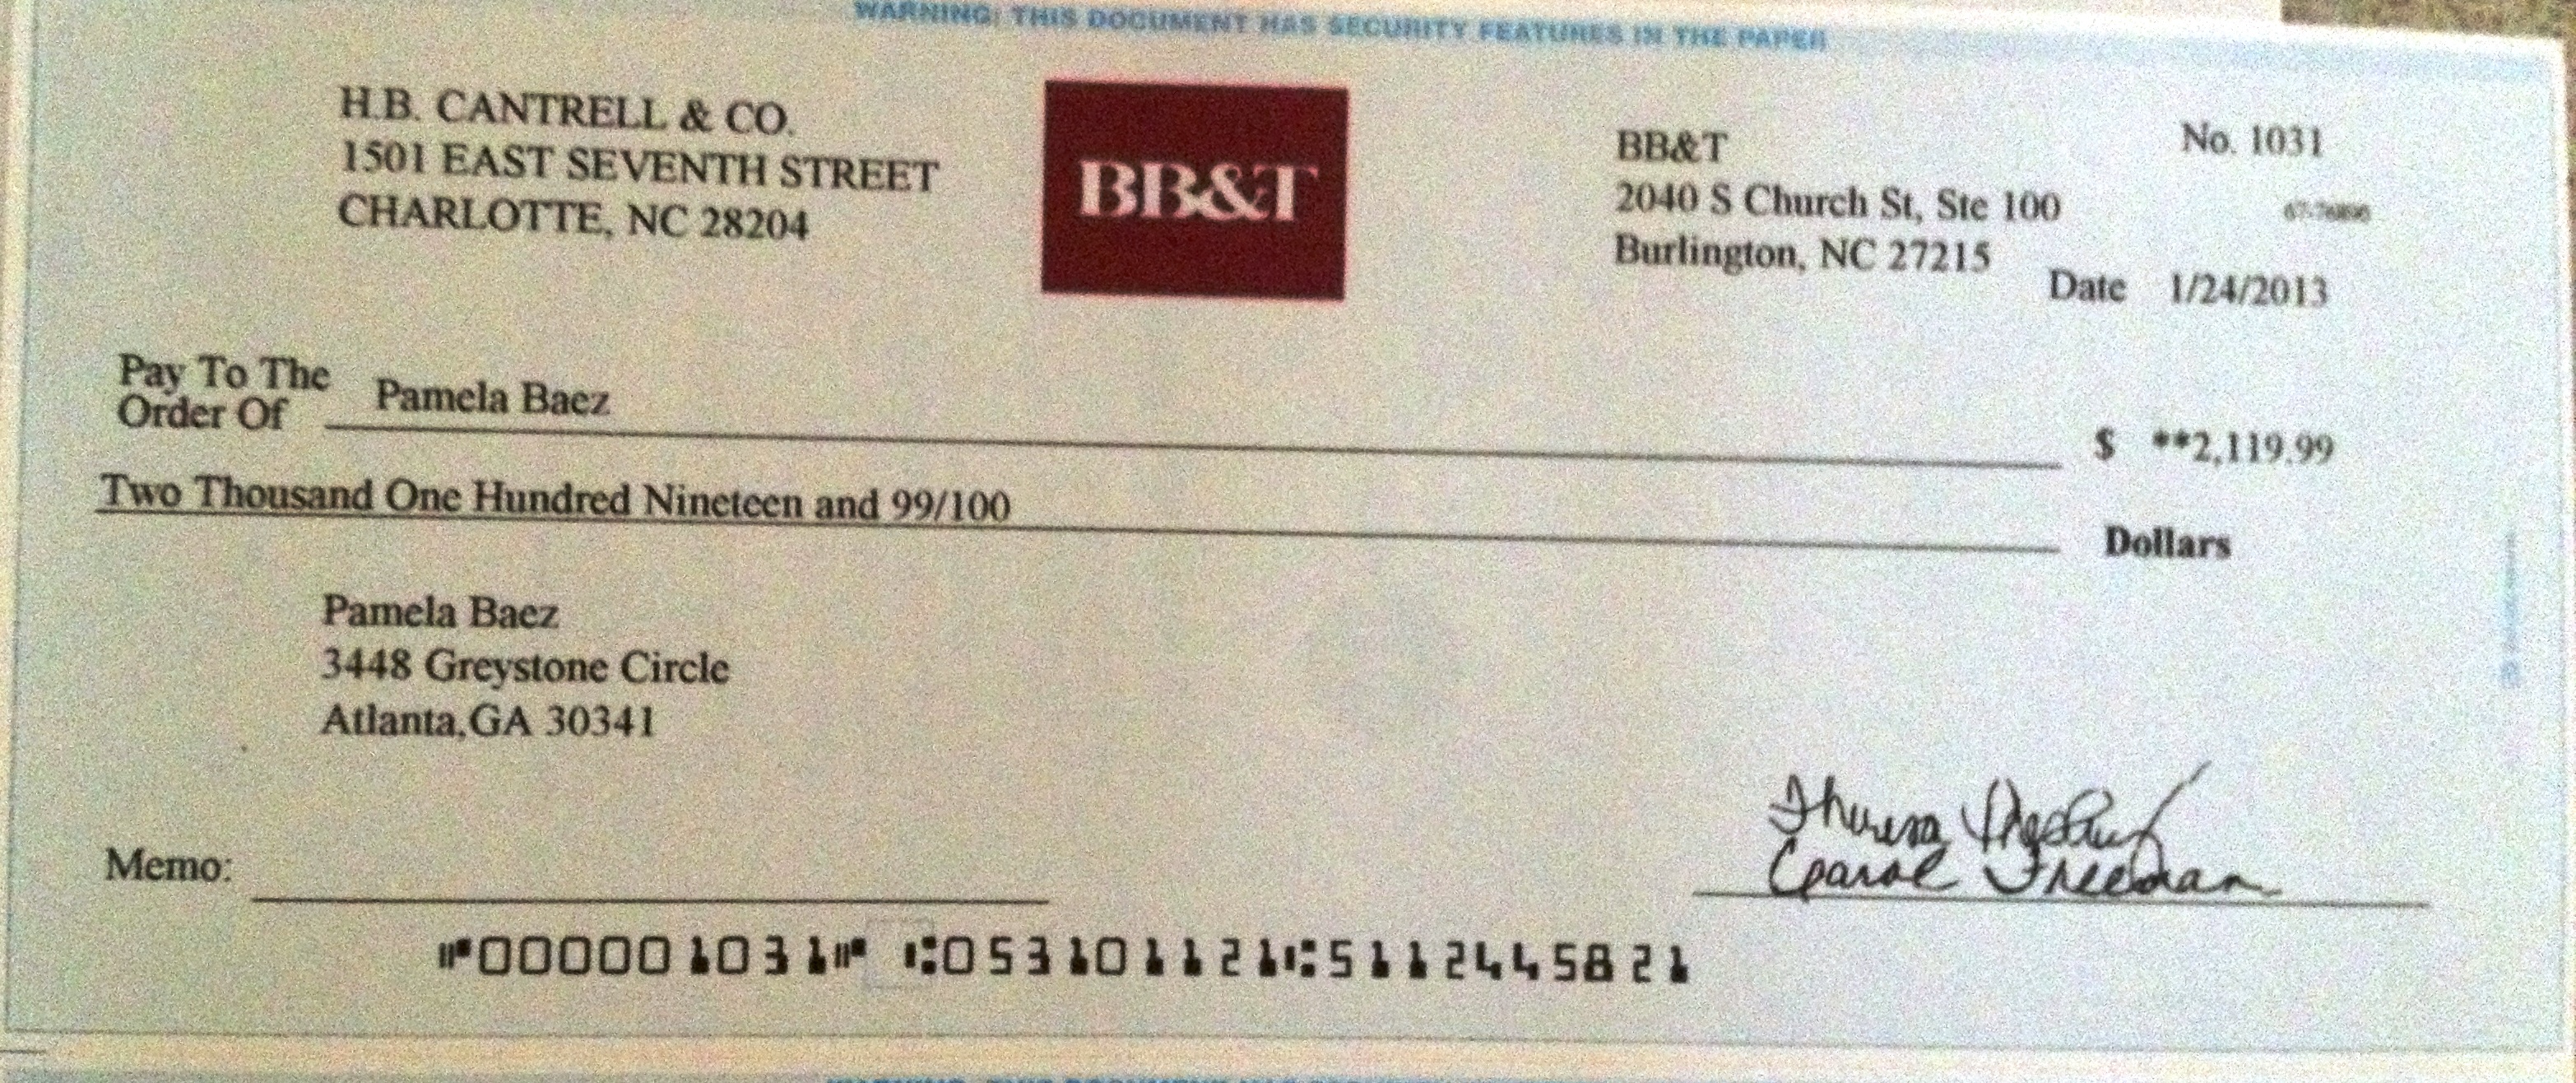 WARNING: THIS DOCUMENT HAS SECURITY FEATURES IN THE PAPER
H.B. CANTRELL & CO.
1501 EAST SEVENTH STREET
CHARLOTTE, NC 28204
BB&T
BB&T
2040 S Church St, Ste 100
Burlington, NC 27215
No. 1031
Date 1/24/2013
Pay To The
Order Of Pamela Baez
$ **2,119.99
Two Thousand One Hundred Nineteen and 99/100
Dollars
Pamela Baez
3448 Greystone Circle
Atlanta,GA 30341
Theresa
Carol Freeman
Memo:
⑈000001031⑈ ⑆053101121⑆5112445821